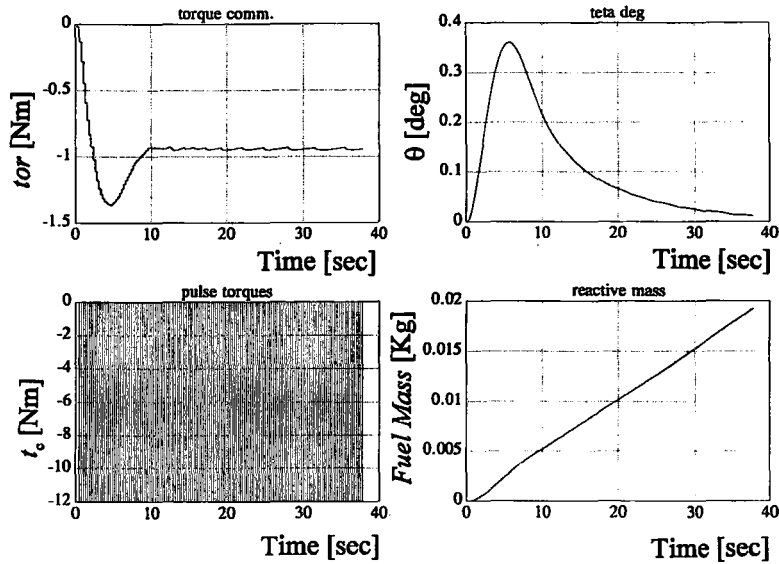 torque comm.
0
-0.5
-1
-1.5
tor [Nm]
0 10 20 30 40
Time [sec]
teta deg
0.4
0.3
0.2
0.1
0
θ [deg]
0 10 20 30 40
Time [sec]
pulse torques
0
-2
-4
-6
-8
-10
-12
t_c [Nm]
0 10 20 30 40
Time [sec]
reactive mass
0.02
0.015
0.01
0.005
0
Fuel Mass [Kg]
0 10 20 30 40
Time [sec]